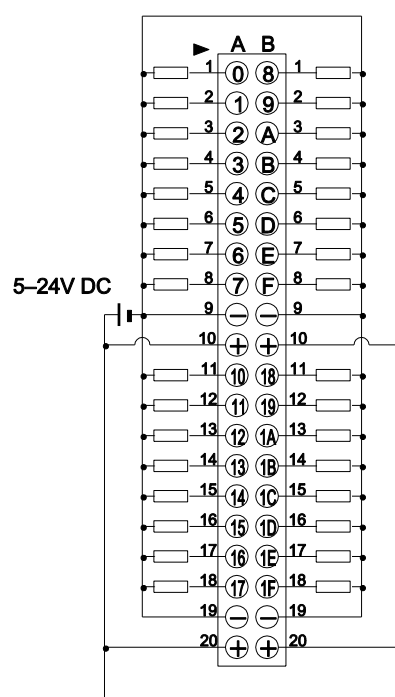 A B
1 0 8 1
2 1 9 2
3 2 A 3
4 3 B 4
5 4 C 5
6 5 D 6
7 6 E 7
8 7 F 8
5–24V DC
9 − − 9
10 + + 10
11 10 18 11
12 11 19 12
13 12 1A 13
14 13 1B 14
15 14 1C 15
16 15 1D 16
17 16 1E 17
18 17 1F 18
19 − − 19
20 + + 20